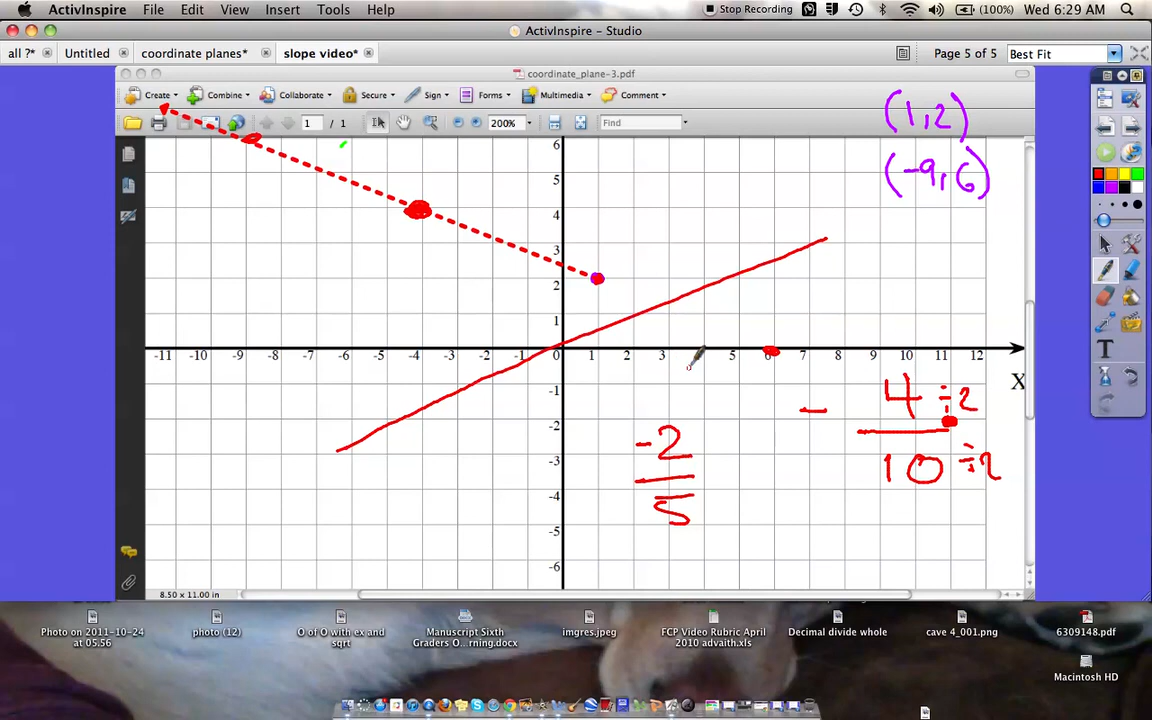 ActivInspire File Edit View Insert Tools Help Stop Recording (100%) Wed 6:29 AM
ActivInspire - Studio
all ?* Untitled coordinate planes* slope video* Page 5 of 5 Best Fit
coordinate_plane-3.pdf
Create Combine Collaborate Secure Sign Forms Multimedia Comment
1 / 1 200% Find
(1,2)
(-9,6)
6
5
4
3
2
1
-11 -10 -9 -8 -7 -6 -5 -4 -3 -2 -1 0 1 2 3 4 5 6 7 8 9 10 11 12
X
-1
-2
-3
-4
-5
-6
- 4 ÷2
10 ÷2
-2
5
8.50 x 11.00 in
Photo on 2011-10-24 at 05.56
photo (12)
O of O with ex and sqrt
Manuscript Sixth Graders O...rning.docx
imgres.jpeg
FCP Video Rubric April 2010 advaith.xls
Decimal divide whole
cave 4_001.png
6309148.pdf
Macintosh HD